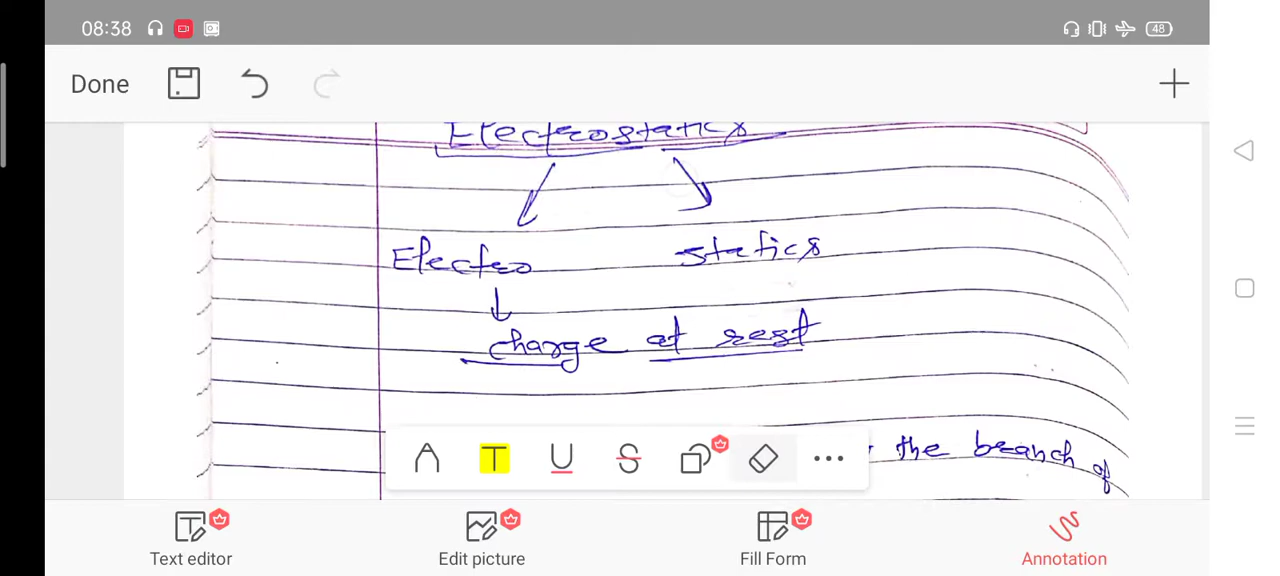 08:38
48
Done
Electrostatics
Electro statics
charge at rest
the branch of
A T U S
Text editor Edit picture Fill Form Annotation